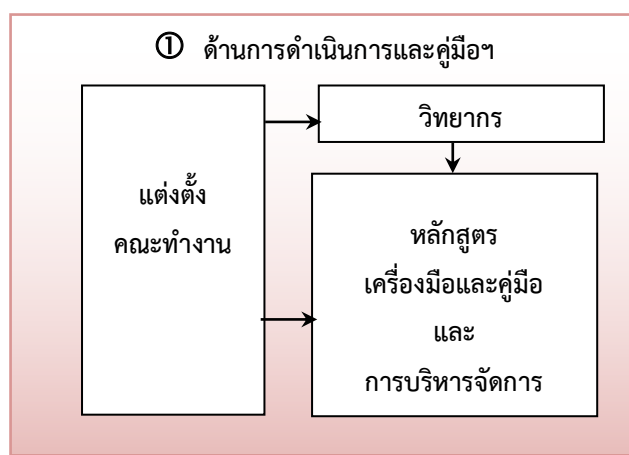 ① ด้านการดำเนินการและคู่มือฯ
แต่งตั้ง
คณะทำงาน
วิทยากร
หลักสูตร
เครื่องมือและคู่มือ
และ
การบริหารจัดการ